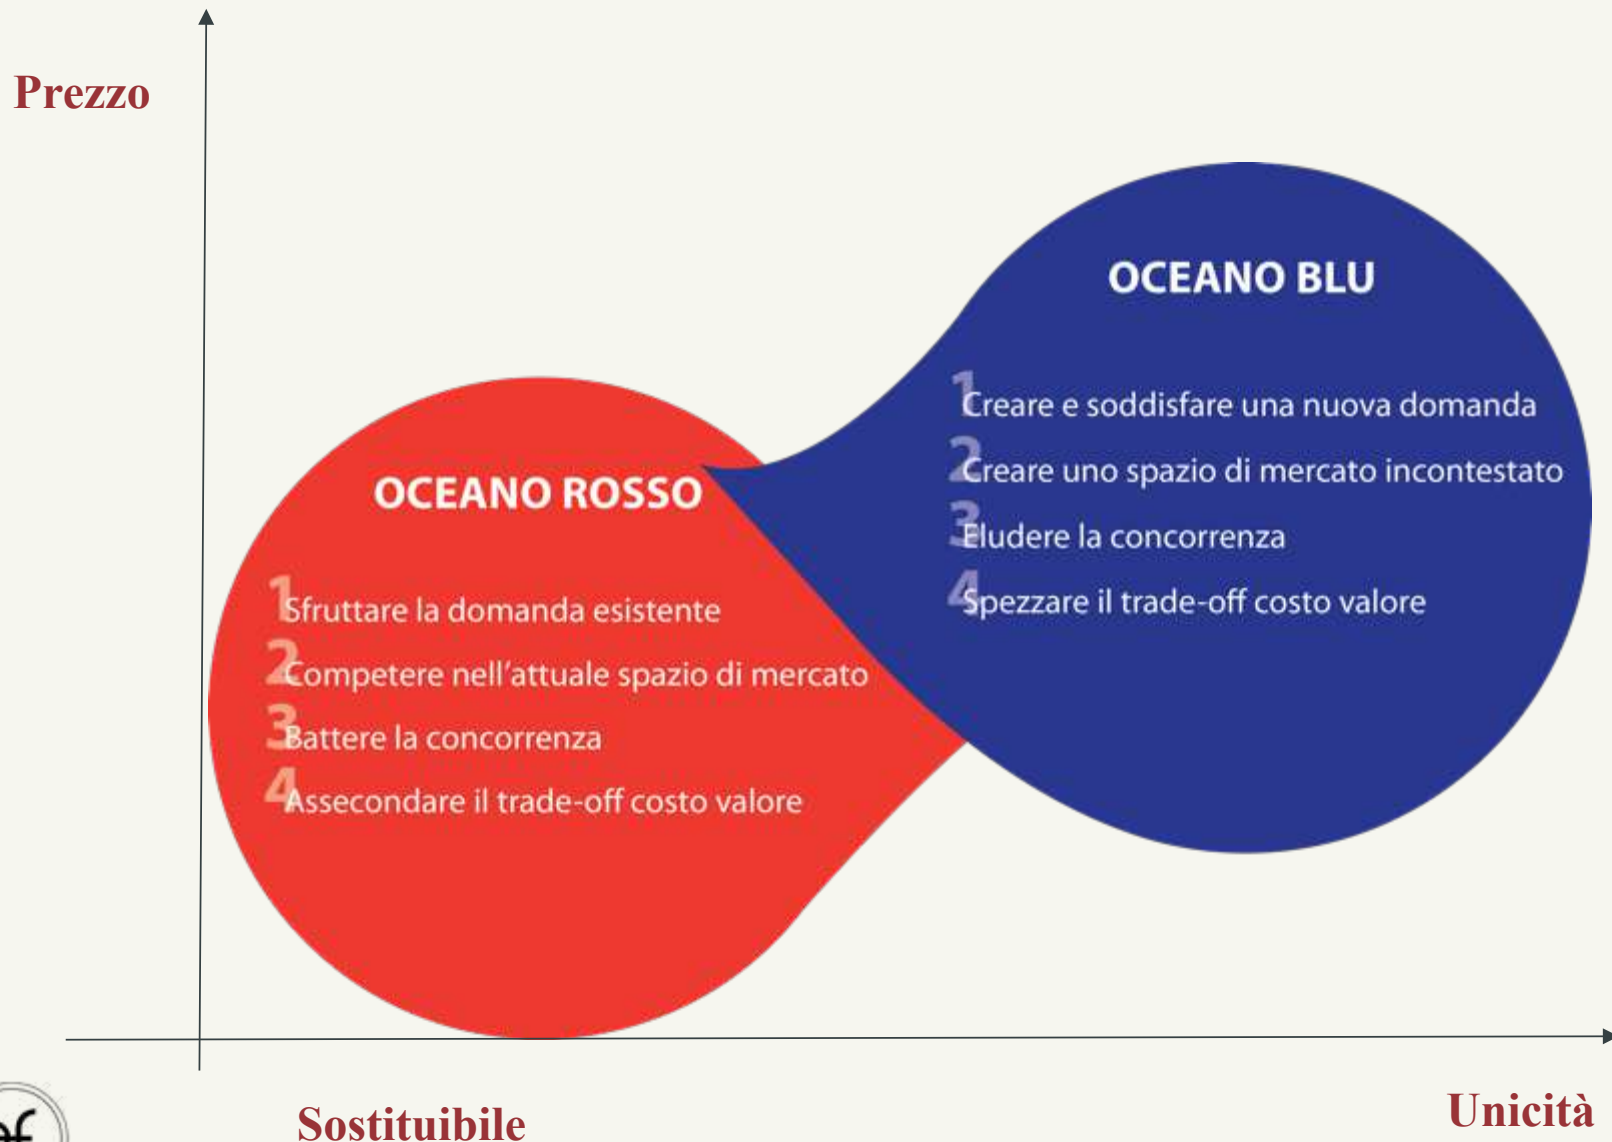 Prezzo
OCEANO BLU
1 Creare e soddisfare una nuova domanda
2 Creare uno spazio di mercato incontestato
3 Eludere la concorrenza
4 Spezzare il trade-off costo valore
OCEANO ROSSO
1 Sfruttare la domanda esistente
2 Competere nell'attuale spazio di mercato
3 Battere la concorrenza
4 Assecondare il trade-off costo valore
Sostituibile
Unicità